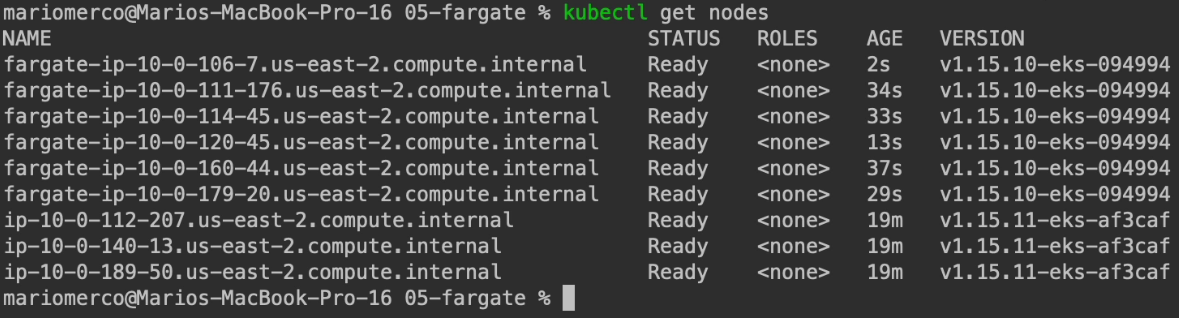 mariomerco@Marios-MacBook-Pro-16 05-fargate % kubectl get nodes
NAME STATUS ROLES AGE VERSION
fargate-ip-10-0-106-7.us-east-2.compute.internal Ready <none> 2s v1.15.10-eks-094994
fargate-ip-10-0-111-176.us-east-2.compute.internal Ready <none> 34s v1.15.10-eks-094994
fargate-ip-10-0-114-45.us-east-2.compute.internal Ready <none> 33s v1.15.10-eks-094994
fargate-ip-10-0-120-45.us-east-2.compute.internal Ready <none> 13s v1.15.10-eks-094994
fargate-ip-10-0-160-44.us-east-2.compute.internal Ready <none> 37s v1.15.10-eks-094994
fargate-ip-10-0-179-20.us-east-2.compute.internal Ready <none> 29s v1.15.10-eks-094994
ip-10-0-112-207.us-east-2.compute.internal Ready <none> 19m v1.15.11-eks-af3caf
ip-10-0-140-13.us-east-2.compute.internal Ready <none> 19m v1.15.11-eks-af3caf
ip-10-0-189-50.us-east-2.compute.internal Ready <none> 19m v1.15.11-eks-af3caf
mariomerco@Marios-MacBook-Pro-16 05-fargate %